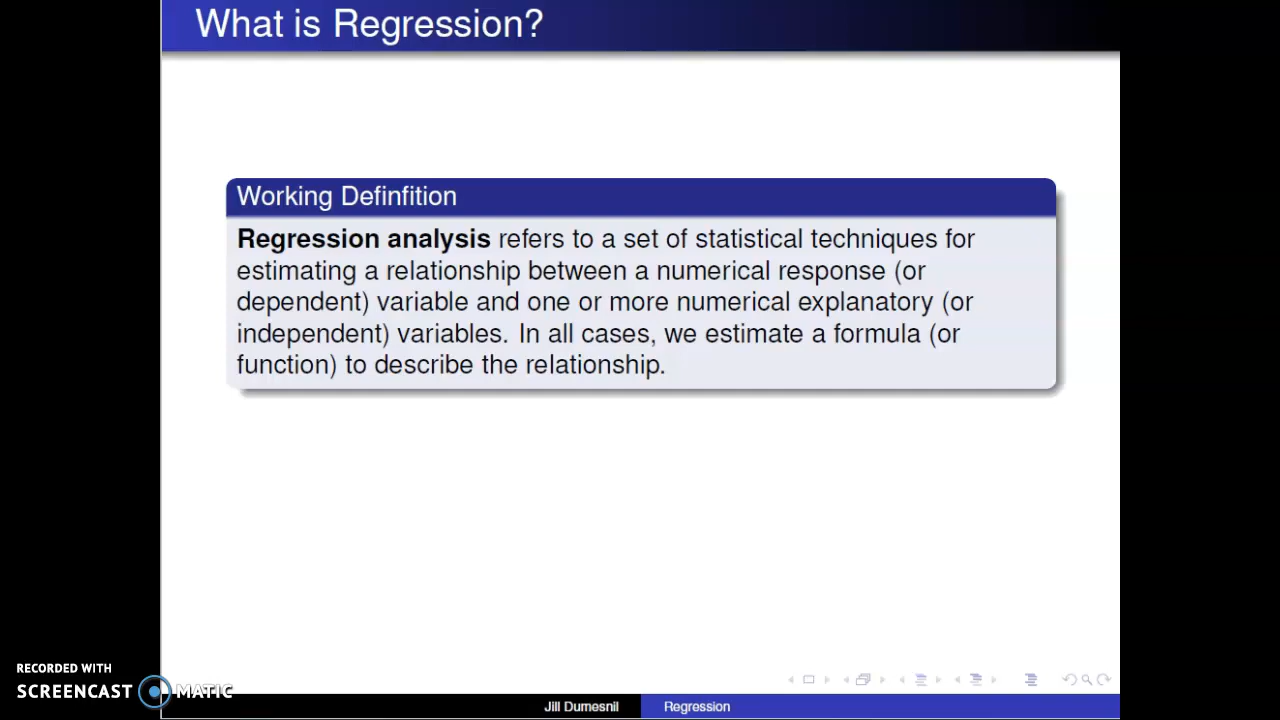 What is Regression?
Working Definfition
Regression analysis refers to a set of statistical techniques for
estimating a relationship between a numerical response (or
dependent) variable and one or more numerical explanatory (or
independent) variables. In all cases, we estimate a formula (or
function) to describe the relationship.
RECORDED WITH
SCREENCAST MATIC
Jill Dumesnil Regression